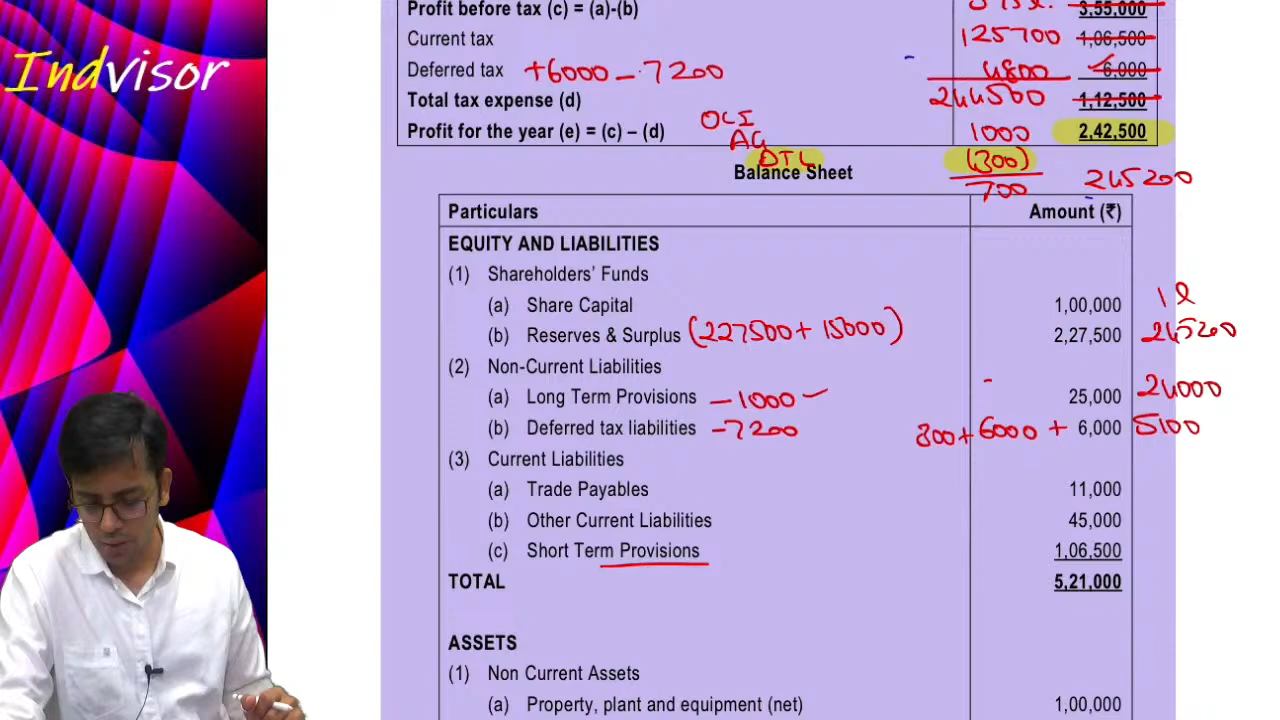 Indvisor
Profit before tax (c) = (a)-(b) 3,55,000
Current tax 125700 1,06,500
Deferred tax +6000 - 7200 4800 6,000
Total tax expense (d) 244500 1,12,500
Profit for the year (e) = (c) – (d) OCI 1000 2,42,500
AG
DTL (300)
Balance Sheet 700 245200
Particulars Amount (₹)
EQUITY AND LIABILITIES
(1) Shareholders' Funds
(a) Share Capital 1,00,000 1l
(b) Reserves & Surplus (227500 + 15000) 2,27,500 245200
(2) Non-Current Liabilities
(a) Long Term Provisions - 1000 25,000 24000
(b) Deferred tax liabilities - 7200 300 + 6000 + 6,000 5100
(3) Current Liabilities
(a) Trade Payables 11,000
(b) Other Current Liabilities 45,000
(c) Short Term Provisions 1,06,500
TOTAL 5,21,000
ASSETS
(1) Non Current Assets
(a) Property, plant and equipment (net) 1,00,000